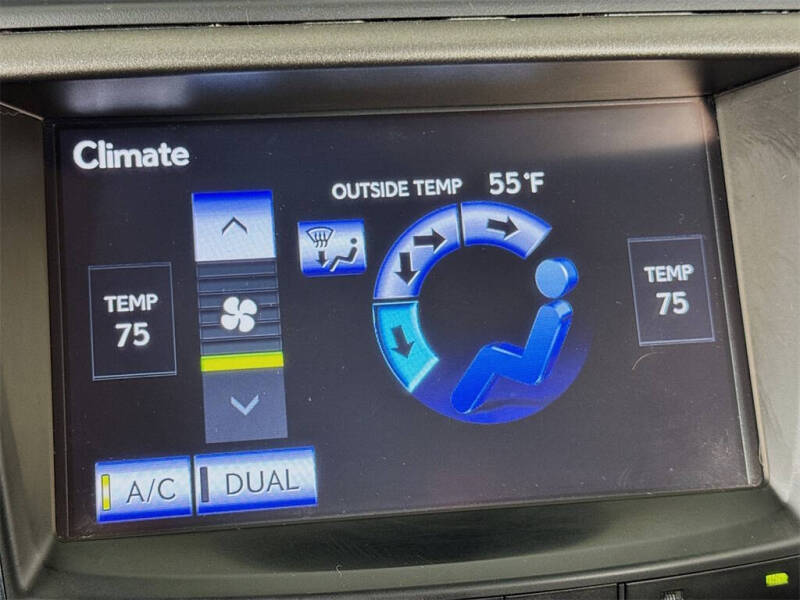 Climate
OUTSIDE TEMP 55°F
TEMP
75
TEMP
75
A/C
DUAL